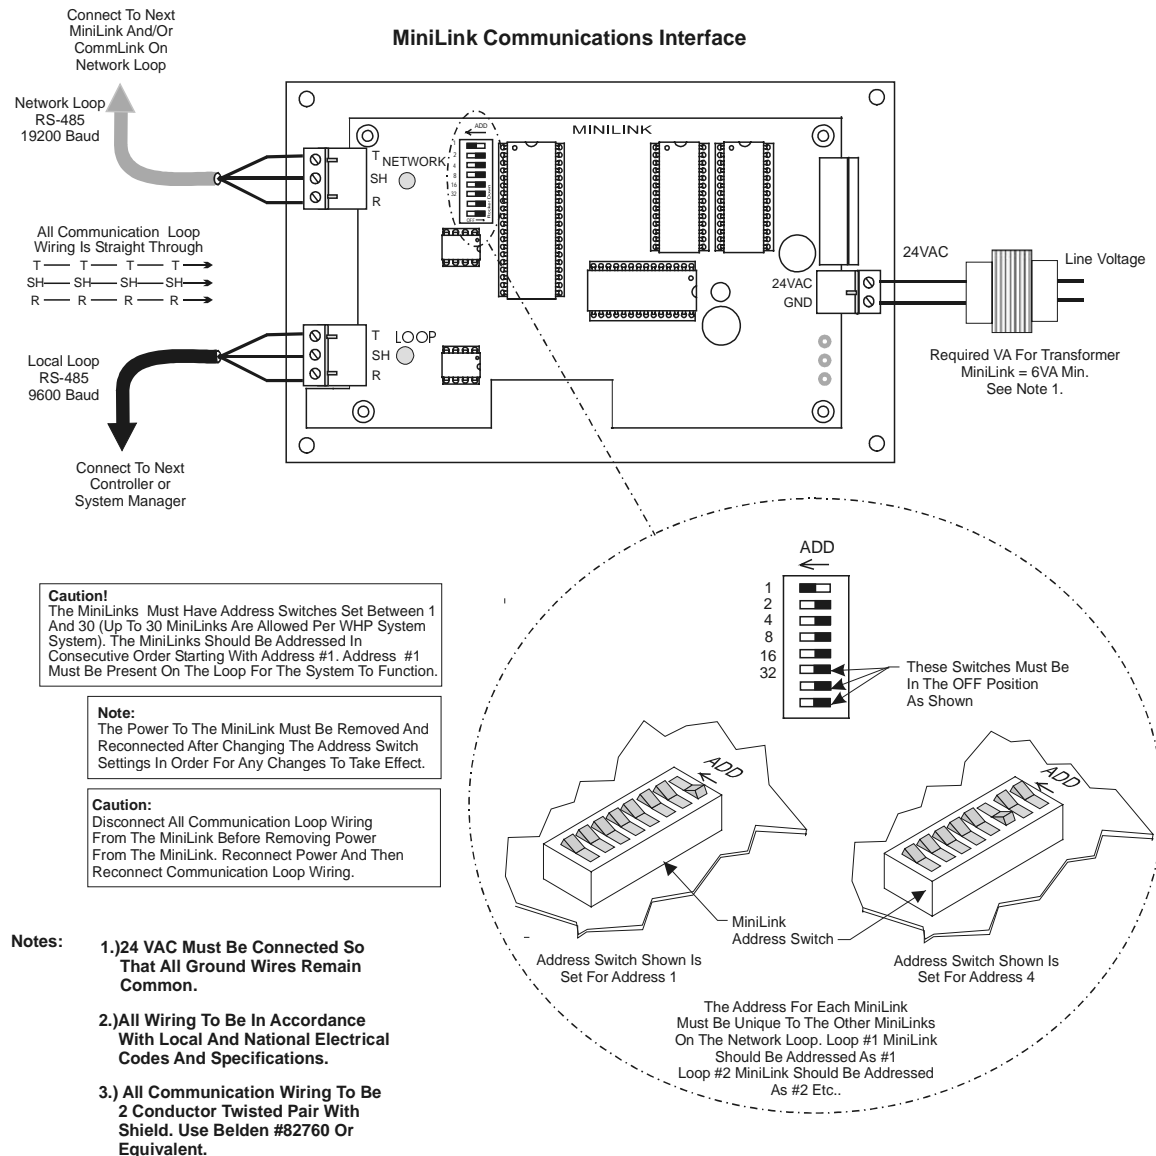 Connect To Next
MiniLink And/Or
CommLink On
Network Loop
MiniLink Communications Interface
Network Loop
RS-485
19200 Baud
ADD
MINILINK
T
NETWORK
SH
R
2
4
8
16
32
OFF
All Communication Loop
Wiring Is Straight Through
T T T T
SH SH SH SH
R R R R
24VAC
Line Voltage
24VAC
GND
T
LOOP
SH
R
Local Loop
RS-485
9600 Baud
Required VA For Transformer
MiniLink = 6VA Min.
See Note 1.
Connect To Next
Controller or
System Manager
ADD
1
2
4
8
16
32
These Switches Must Be
In The OFF Position
As Shown
Caution!
The MiniLinks Must Have Address Switches Set Between 1
And 30 (Up To 30 MiniLinks Are Allowed Per WHP System
System). The MiniLinks Should Be Addressed In
Consecutive Order Starting With Address #1. Address #1
Must Be Present On The Loop For The System To Function.
Note:
The Power To The MiniLink Must Be Removed And
Reconnected After Changing The Address Switch
Settings In Order For Any Changes To Take Effect.
Caution:
Disconnect All Communication Loop Wiring
From The MiniLink Before Removing Power
From The MiniLink. Reconnect Power And Then
Reconnect Communication Loop Wiring.
ADD
ADD
MiniLink
Address Switch
Address Switch Shown Is
Set For Address 1
Address Switch Shown Is
Set For Address 4
The Address For Each MiniLink
Must Be Unique To The Other MiniLinks
On The Network Loop. Loop #1 MiniLink
Should Be Addressed As #1
Loop #2 MiniLink Should Be Addressed
As #2 Etc..
Notes:
1.)24 VAC Must Be Connected So
That All Ground Wires Remain
Common.
2.)All Wiring To Be In Accordance
With Local And National Electrical
Codes And Specifications.
3.) All Communication Wiring To Be
2 Conductor Twisted Pair With
Shield. Use Belden #82760 Or
Equivalent.